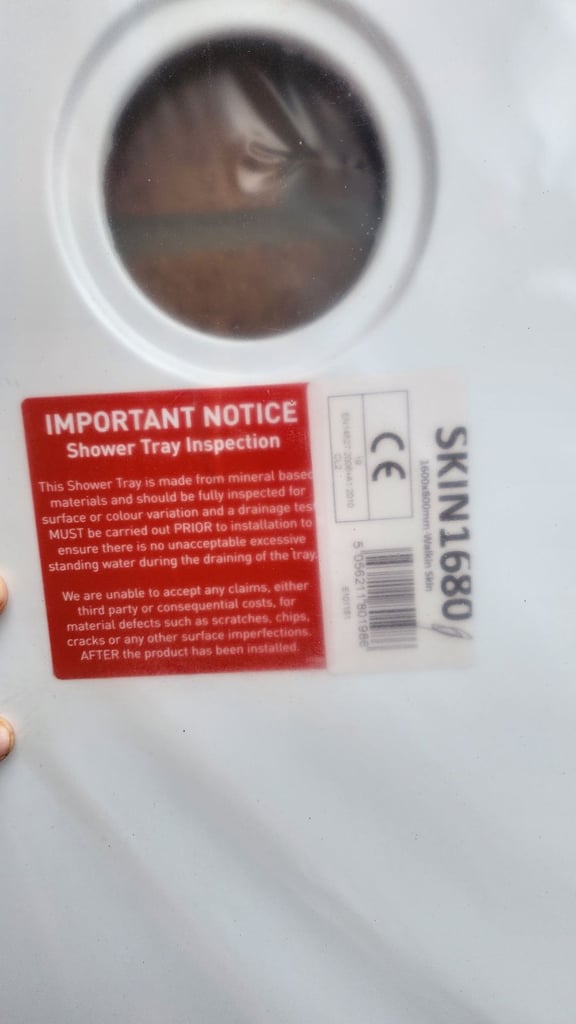 IMPORTANT NOTICE
Shower Tray Inspection
This Shower Tray is made from mineral based
materials and should be fully inspected for
surface or colour variation and a drainage test
MUST be carried out PRIOR to installation to
ensure there is no unacceptable excessive
standing water during the draining of the tray.
We are unable to accept any claims, either
third party or consequential costs, for
material defects such as scratches, chips,
cracks or any other surface imperfections.
AFTER the product has been installed.
SKIN1680
1600x800mm Walkin Skin
CE
CL2